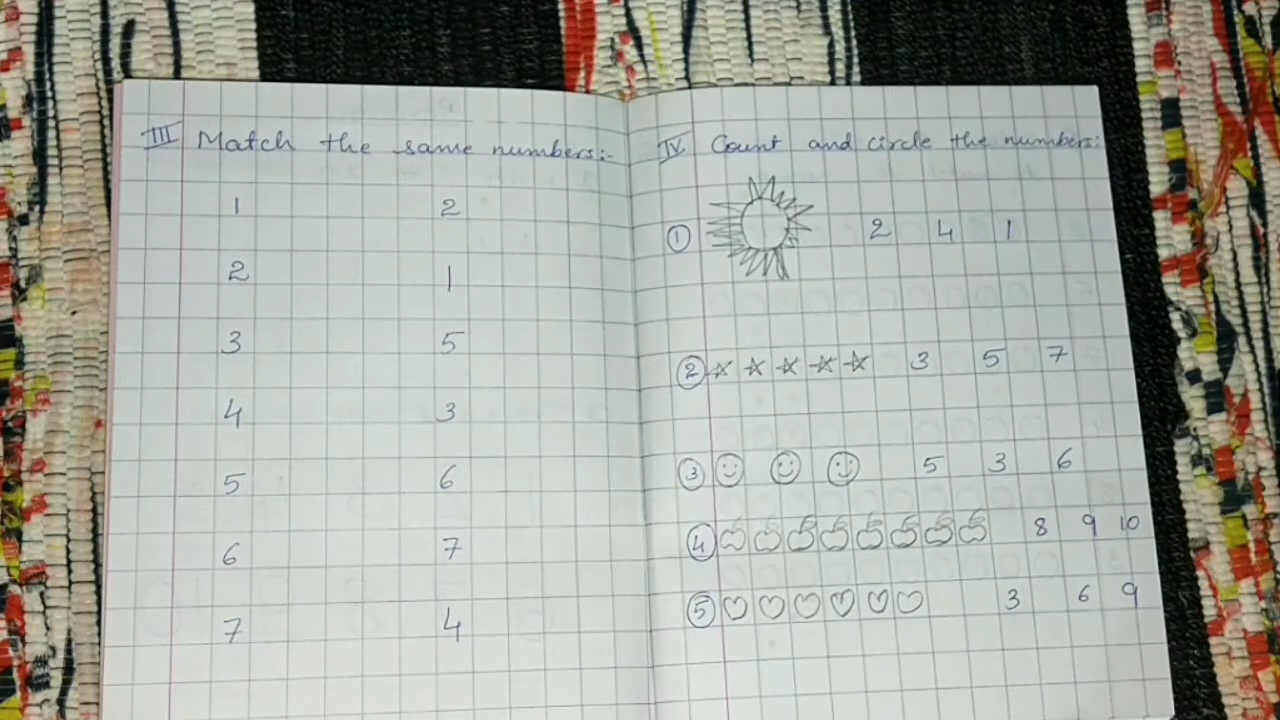 III Match the same numbers:-
1 2
2 1
3 5
4 3
5 6
6 7
7 4
IV Count and circle the numbers:
1 2 4 1
2 3 5 7
3 5 3 6
4 8 9 10
5 3 6 9